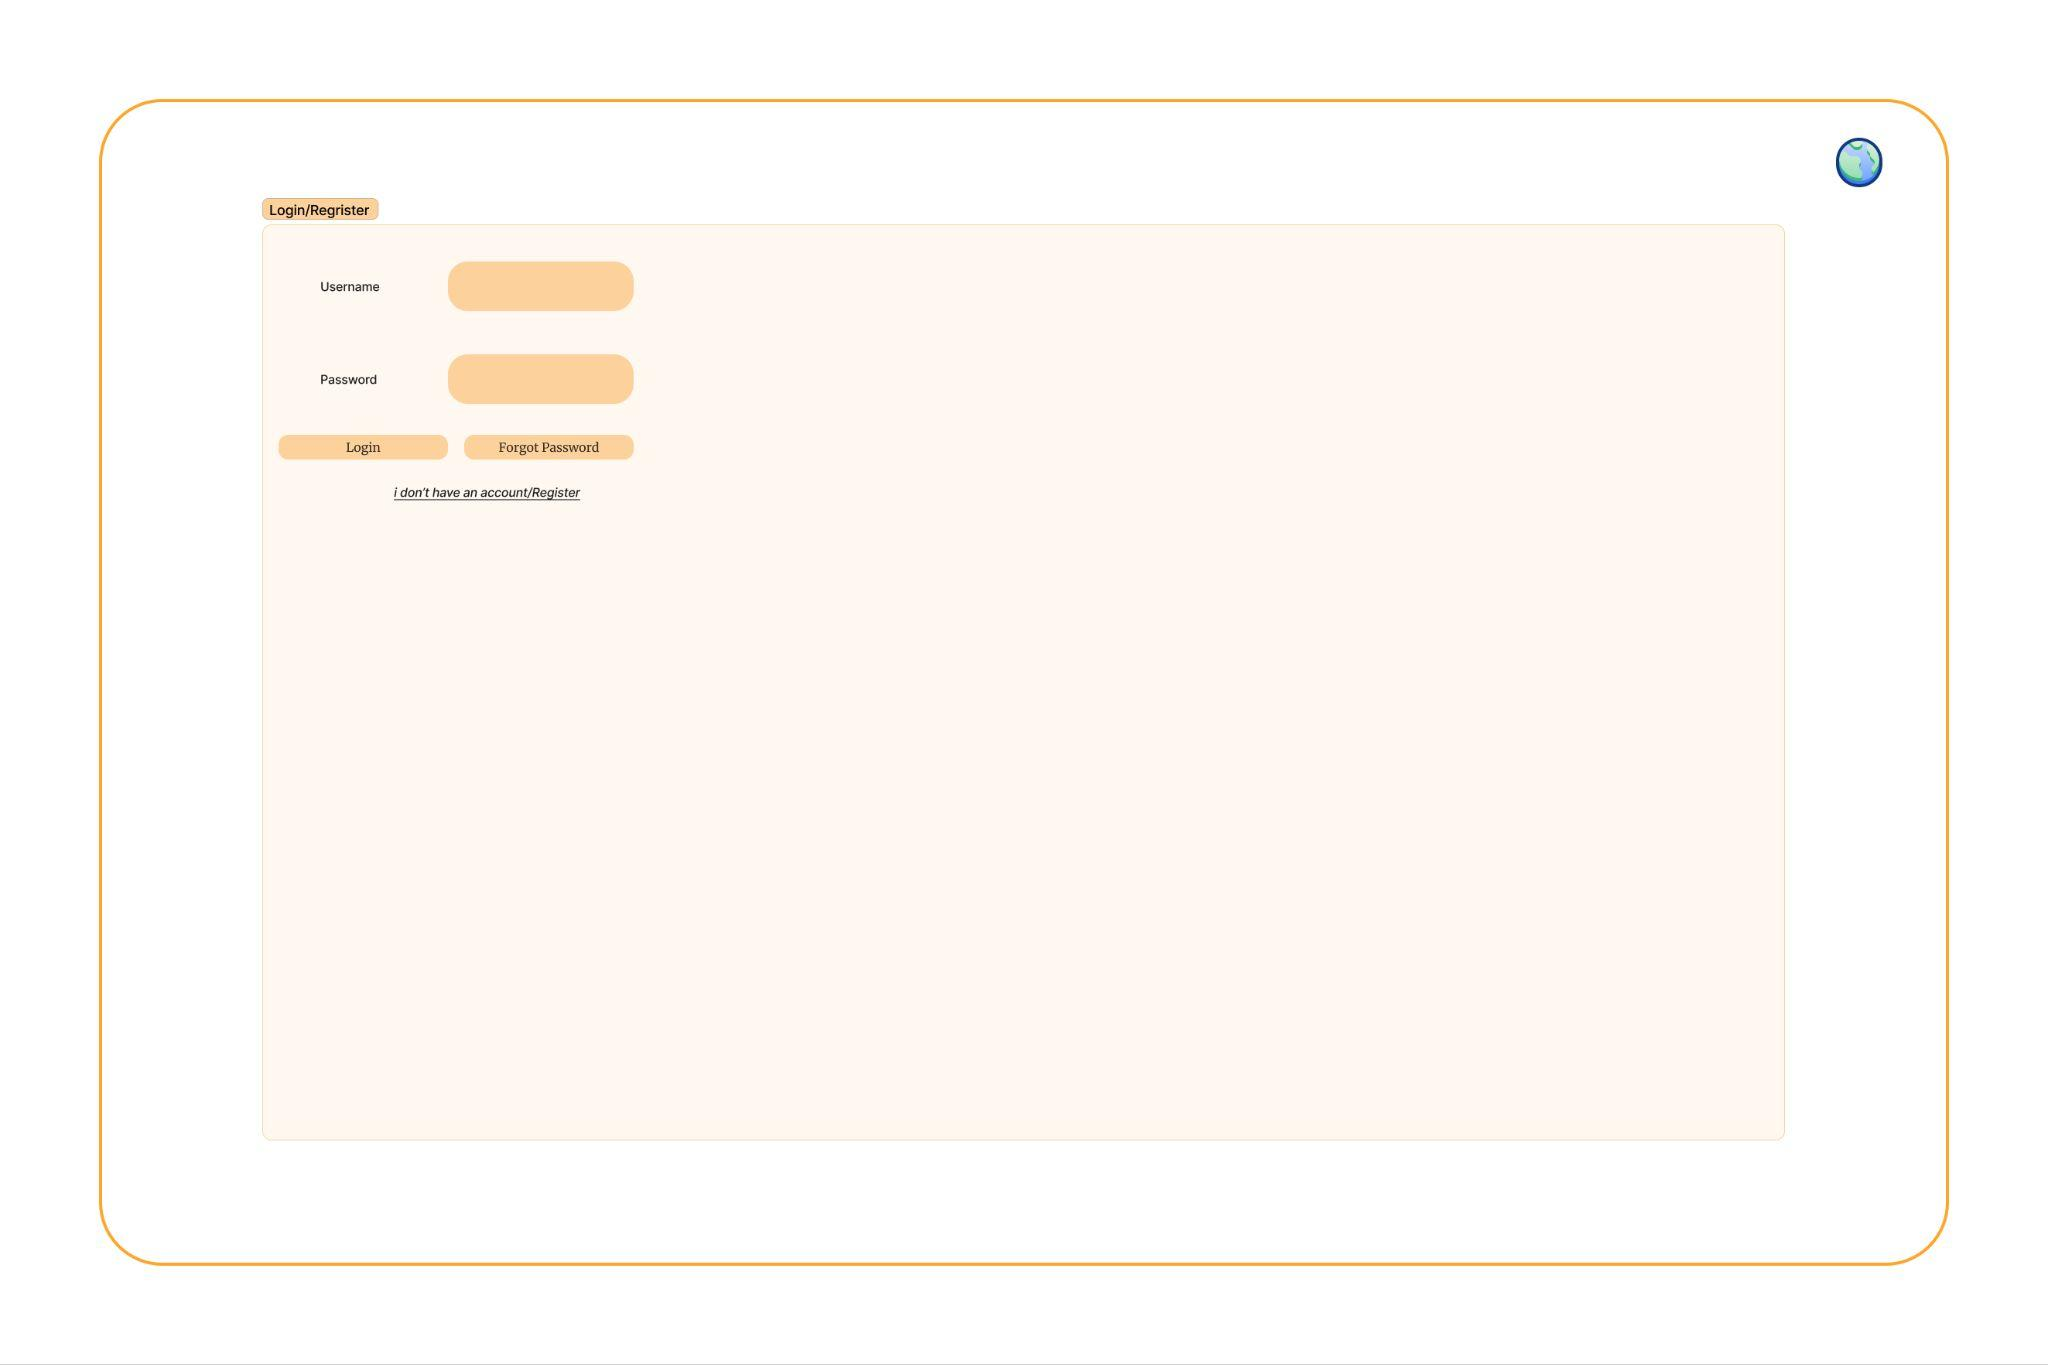 Login/Regrister
Username
Password
Login
Forgot Password
i don't have an account/Register